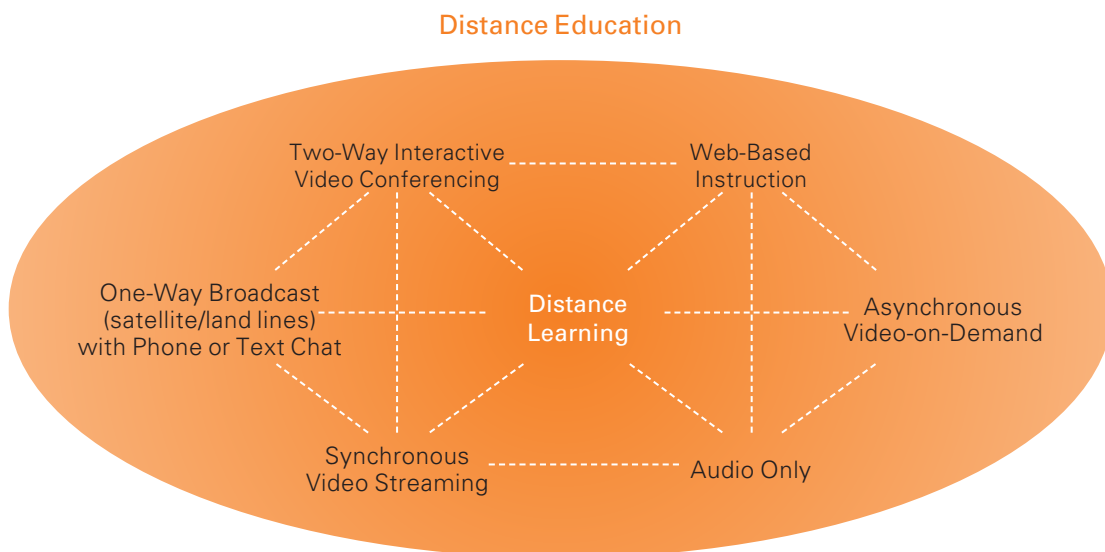 Distance Education
Two-Way Interactive
Video Conferencing
Web-Based
Instruction
One-Way Broadcast
(satellite/land lines)
with Phone or Text Chat
Distance
Learning
Asynchronous
Video-on-Demand
Synchronous
Video Streaming
Audio Only